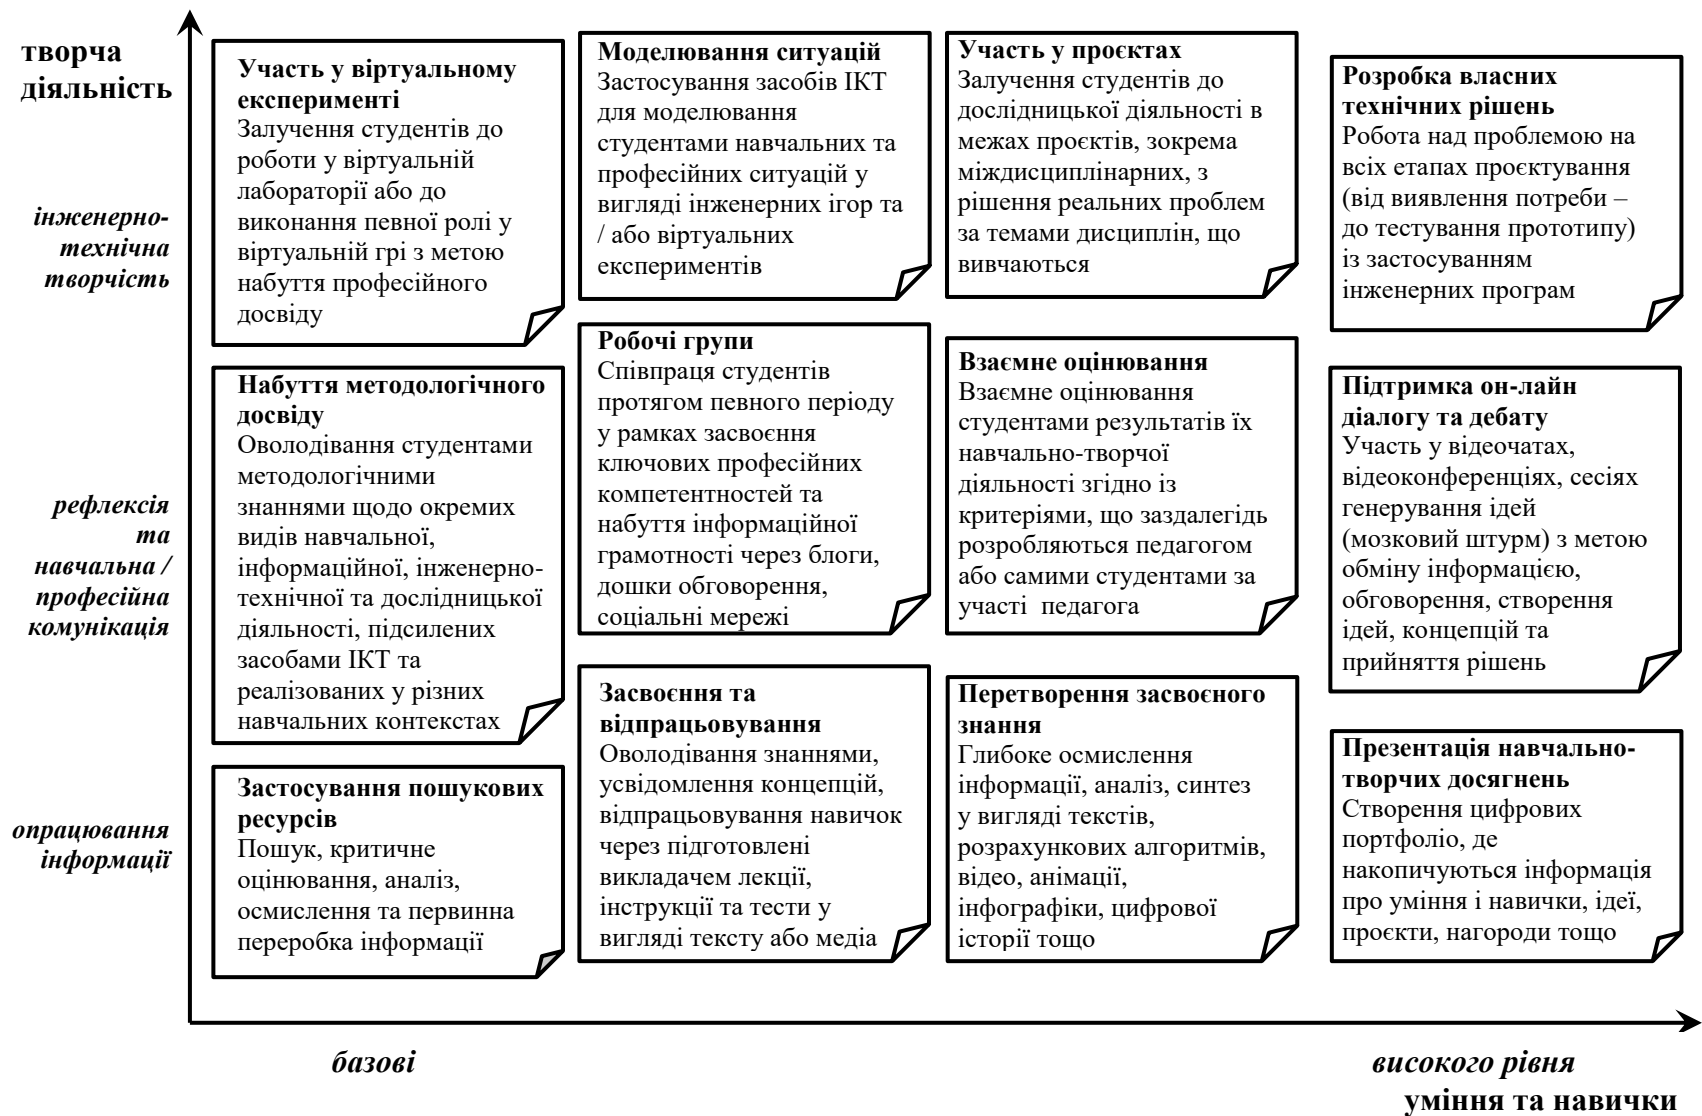 творча
діяльність
Участь у віртуальному
експерименті
Залучення студентів до
роботи у віртуальній
лабораторії або до
виконання певної ролі у
віртуальній грі з метою
набуття професійного
досвіду
Моделювання ситуацій
Застосування засобів ІКТ
для моделювання
студентами навчальних та
професійних ситуацій у
вигляді інженерних ігор та
/ або віртуальних
експериментів
Участь у проєктах
Залучення студентів до
дослідницької діяльності в
межах проєктів, зокрема
міждисциплінарних, з
рішення реальних проблем
за темами дисциплін, що
вивчаються
Розробка власних
технічних рішень
Робота над проблемою на
всіх етапах проєктування
(від виявлення потреби –
до тестування прототипу)
із застосуванням
інженерних програм
інженерно-
технічна
творчість
Набуття методологічного
досвіду
Оволодівання студентами
методологічними
знаннями щодо окремих
видів навчальної,
інформаційної, інженерно-
технічної та дослідницької
діяльності, підсилених
засобами ІКТ та
реалізованих у різних
навчальних контекстах
Робочі групи
Співпраця студентів
протягом певного періоду
у рамках засвоєння
ключових професійних
компетентностей та
набуття інформаційної
грамотності через блоги,
дошки обговорення,
соціальні мережі
Взаємне оцінювання
Взаємне оцінювання
студентами результатів їх
навчально-творчої
діяльності згідно із
критеріями, що заздалегідь
розробляються педагогом
або самими студентами за
участі педагога
Підтримка он-лайн
діалогу та дебату
Участь у відеочатах,
відеоконференціях, сесіях
генерування ідей
(мозковий штурм) з метою
обміну інформацією,
обговорення, створення
ідей, концепцій та
прийняття рішень
рефлексія
та
навчальна /
професійна
комунікація
Застосування пошукових
ресурсів
Пошук, критичне
оцінювання, аналіз,
осмислення та первинна
переробка інформації
Засвоєння та
відпрацьовування
Оволодівання знаннями,
усвідомлення концепцій,
відпрацьовування навичок
через підготовлені
викладачем лекції,
інструкції та тести у
вигляді тексту або медіа
Перетворення засвоєного
знання
Глибоке осмислення
інформації, аналіз, синтез
у вигляді текстів,
розрахункових алгоритмів,
відео, анімації,
інфографіки, цифрової
історії тощо
Презентація навчально-
творчих досягнень
Створення цифрових
портфоліо, де
накопичуються інформація
про уміння і навички, ідеї,
проєкти, нагороди тощо
опрацювання
інформації
базові
високого рівня
уміння та навички